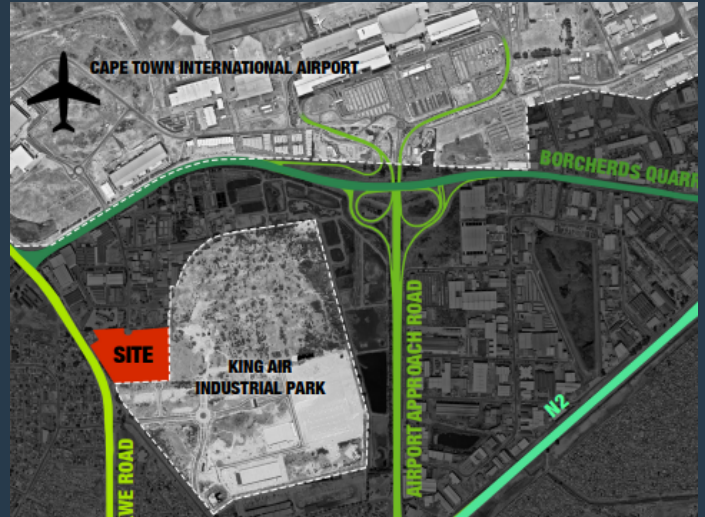 CAPE TOWN INTERNATIONAL AIRPORT
BORCHERDS QUARR
SITE
KING AIR
INDUSTRIAL PARK
AIRPORT APPROACH ROAD
N2
WE ROAD